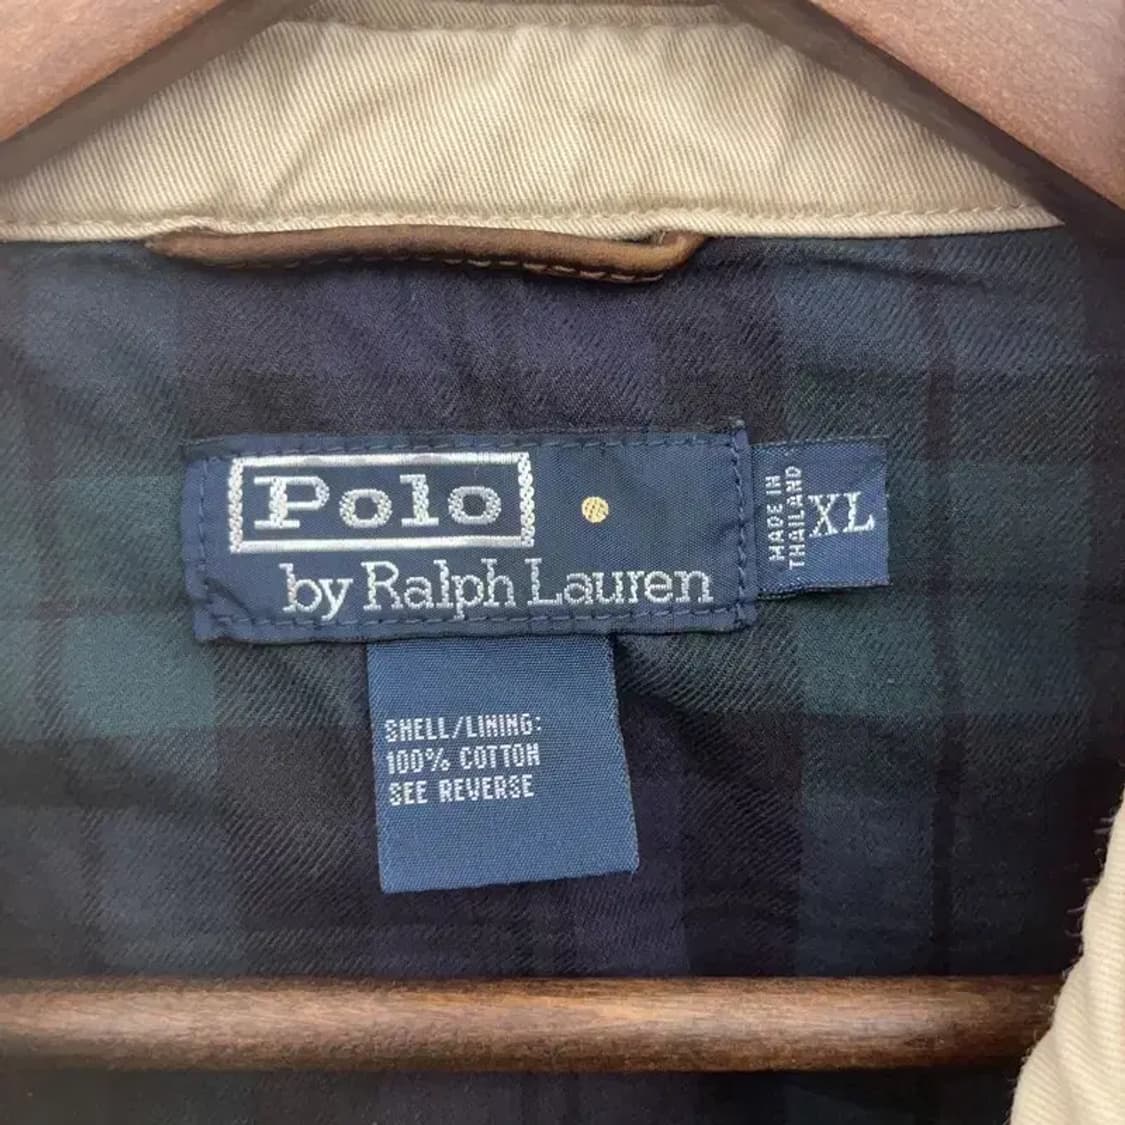 Polo
by Ralph Lauren
MADE IN
THAILAND
XL
SHELL/LINING:
100% COTTON
SEE REVERSE